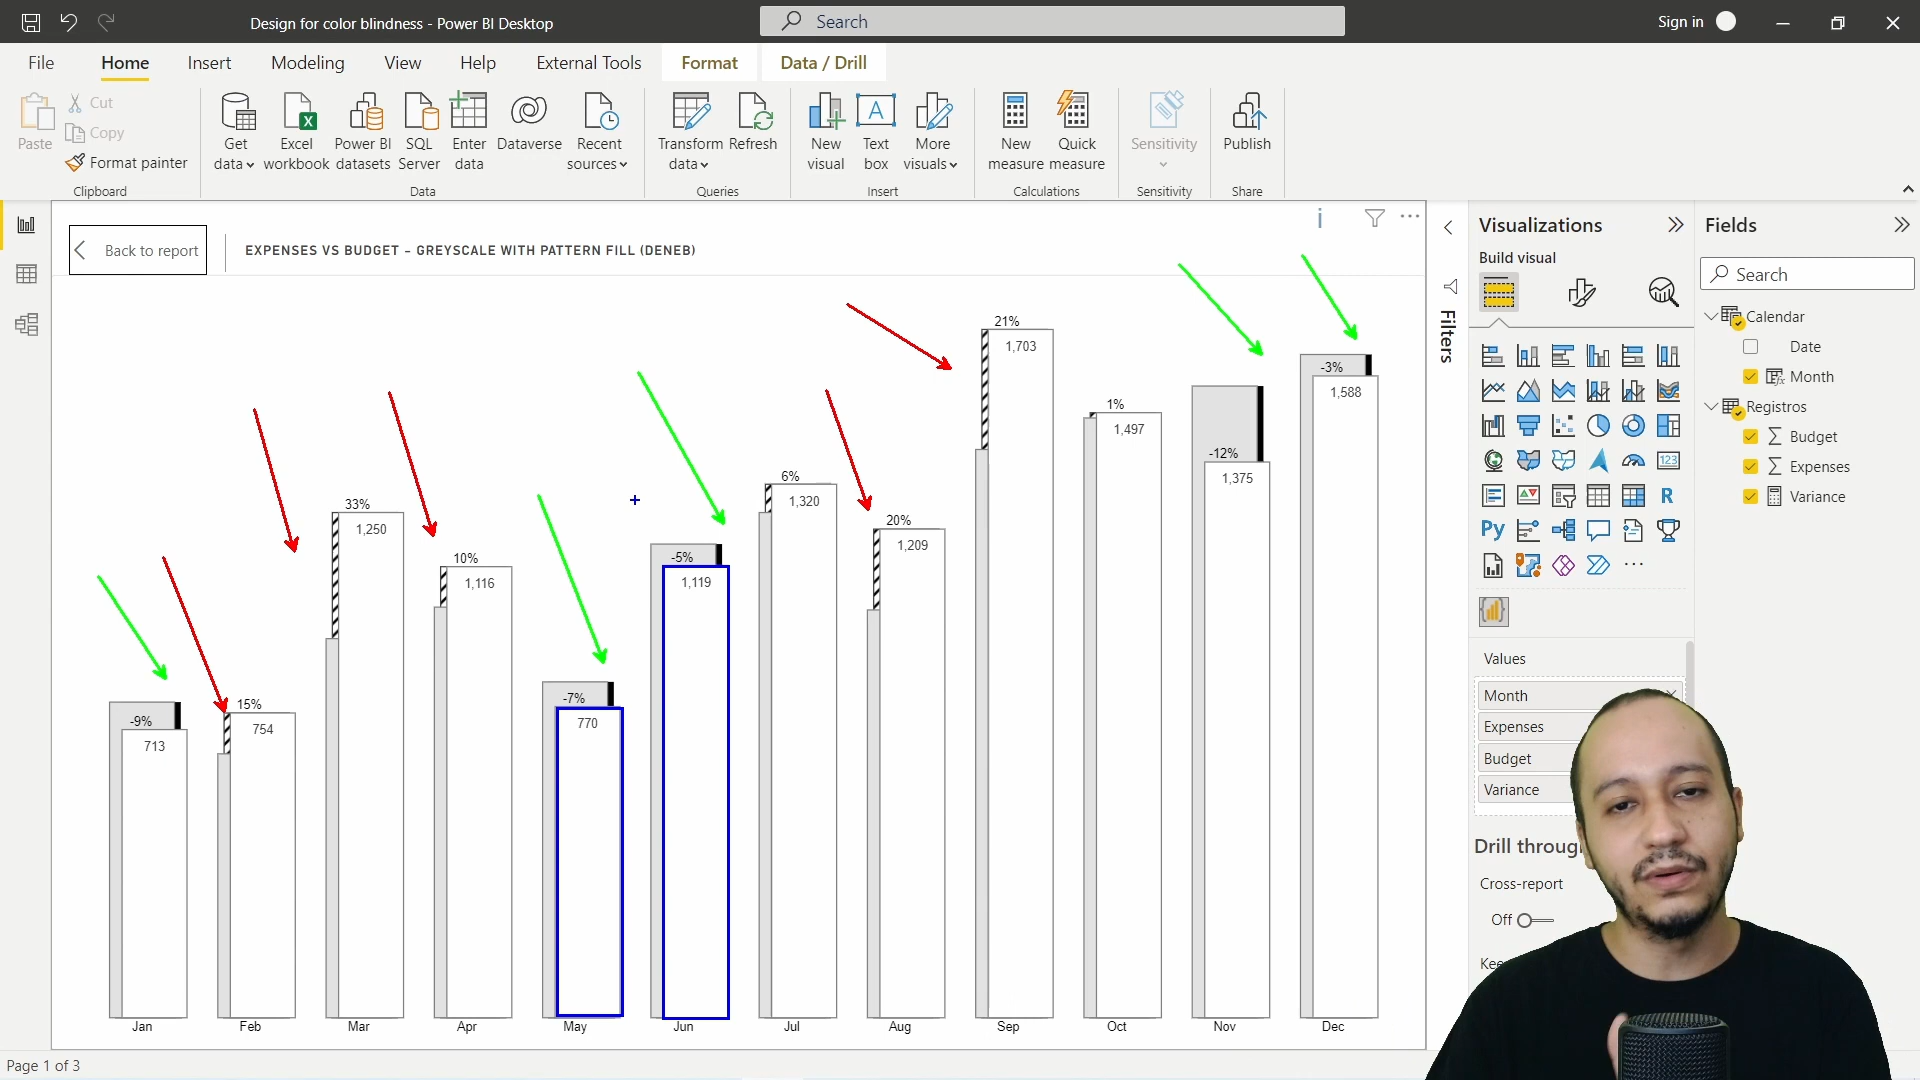 Design for color blindness - Power BI Desktop
Search
Sign in
File
Home
Insert
Modeling
View
Help
External Tools
Format
Data / Drill
Paste
Cut
Copy
Format painter
Clipboard
Get
data
Excel
workbook
Power BI
datasets
SQL
Server
Enter
data
Dataverse
Recent
sources
Data
Transform
data
Refresh
Queries
New
visual
Text
box
More
visuals
Insert
New
measure
Quick
measure
Calculations
Sensitivity
Sensitivity
Publish
Share
Back to report
EXPENSES VS BUDGET - GREYSCALE WITH PATTERN FILL (DENEB)
-9%
713
15%
754
33%
1,250
10%
1,116
-7%
770
-5%
1,119
6%
1,320
20%
1,209
21%
1,703
1%
1,497
-12%
1,375
-3%
1,588
Jan
Feb
Mar
Apr
May
Jun
Jul
Aug
Sep
Oct
Nov
Dec
Filters
Visualizations
Build visual
123
R
Py
Values
Month
Expenses
Budget
Variance
Drill throug
Cross-report
Off
Kee
Fields
Search
Calendar
Date
Month
Registros
Budget
Expenses
Variance
Page 1 of 3